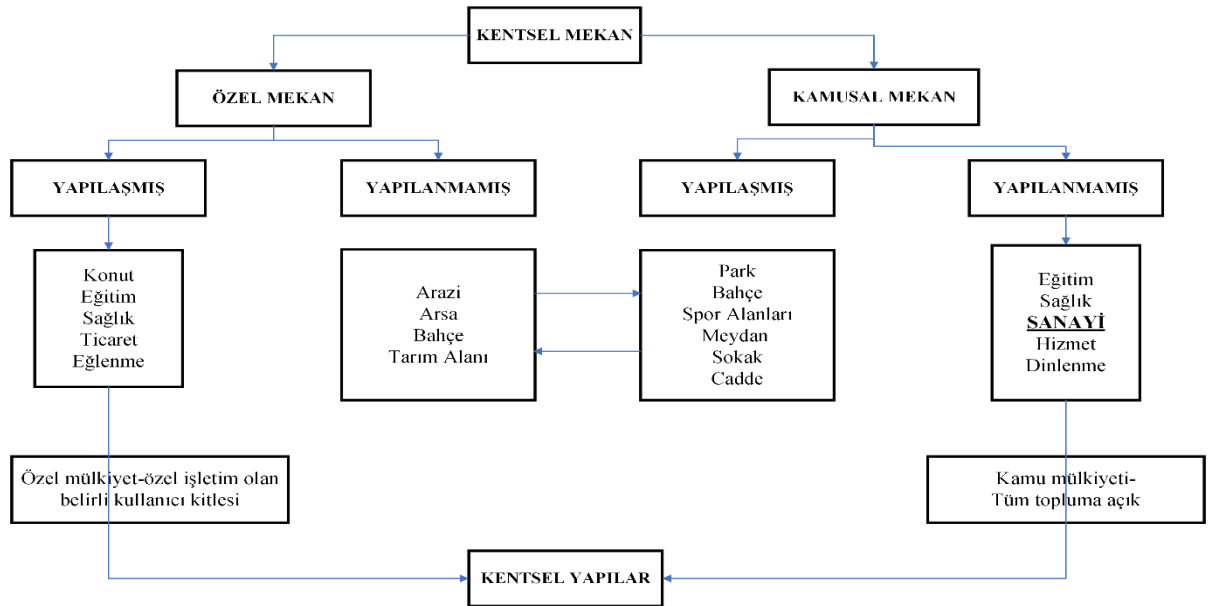 KENTSEL MEKAN
ÖZEL MEKAN
KAMUSAL MEKAN
YAPILAŞMIŞ
YAPILANMAMIŞ
YAPILAŞMIŞ
YAPILANMAMIŞ
Konut
Eğitim
Sağlık
Ticaret
Eğlenme
Arazi
Arsa
Bahçe
Tarım Alanı
Park
Bahçe
Spor Alanları
Meydan
Sokak
Cadde
Eğitim
Sağlık
SANAYİ
Hizmet
Dinlenme
Özel mülkiyet-özel işletim olan
belirli kullanıcı kitlesi
Kamu mülkiyeti-
Tüm topluma açık
KENTSEL YAPILAR